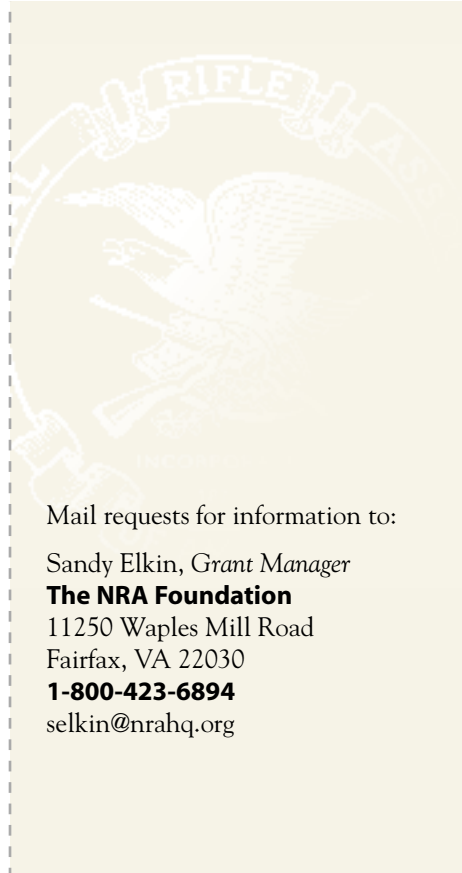 RIFLE
Mail requests for information to:
Sandy Elkin, Grant Manager
The NRA Foundation
11250 Waples Mill Road
Fairfax, VA 22030
1-800-423-6894
selkin@nrahq.org